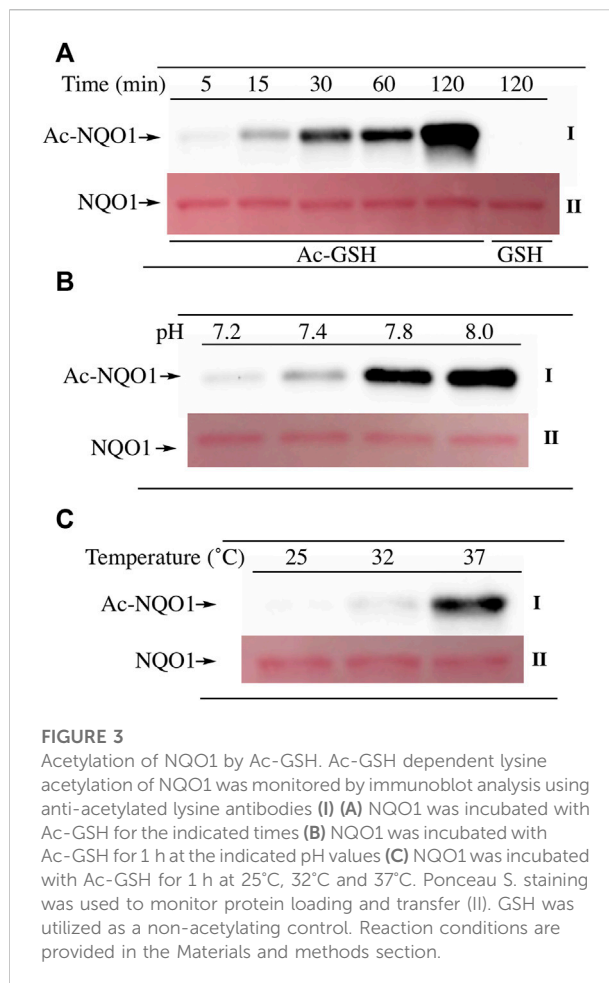 A
Time (min) 5 15 30 60 120 120
Ac-NQO1→ I
NQO1→ II
Ac-GSH GSH
B
pH 7.2 7.4 7.8 8.0
Ac-NQO1→ I
NQO1→ II
C
Temperature (˚C) 25 32 37
Ac-NQO1→ I
NQO1→ II
FIGURE 3
Acetylation of NQO1 by Ac-GSH. Ac-GSH dependent lysine
acetylation of NQO1 was monitored by immunoblot analysis using
anti-acetylated lysine antibodies (I) (A) NQO1 was incubated with
Ac-GSH for the indicated times (B) NQO1 was incubated with
Ac-GSH for 1 h at the indicated pH values (C) NQO1 was incubated
with Ac-GSH for 1 h at 25˚C, 32˚C and 37˚C. Ponceau S. staining
was used to monitor protein loading and transfer (II). GSH was
utilized as a non-acetylating control. Reaction conditions are
provided in the Materials and methods section.